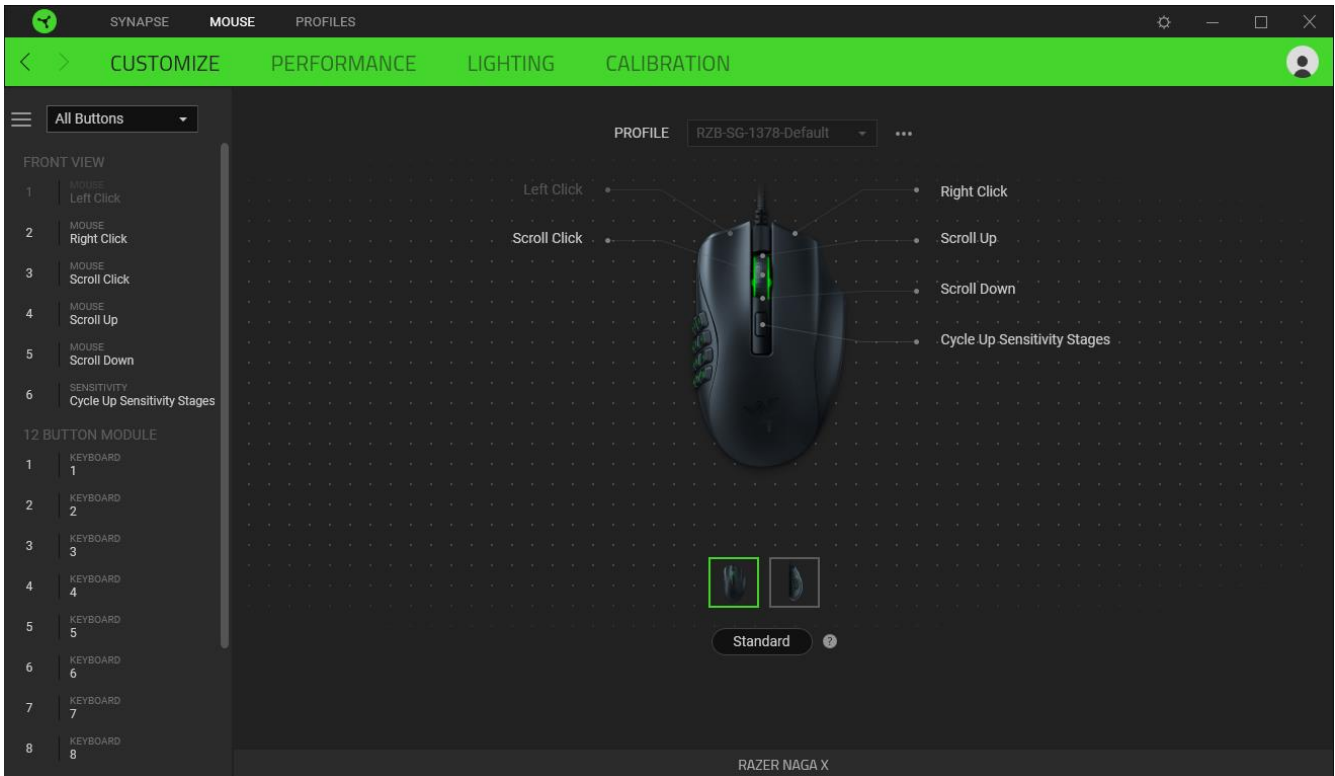 SYNAPSE MOUSE PROFILES
CUSTOMIZE PERFORMANCE LIGHTING CALIBRATION
All Buttons
PROFILE RZB-SG-1378-Default
FRONT VIEW
1 MOUSE
Left Click
2 MOUSE
Right Click
3 MOUSE
Scroll Click
4 MOUSE
Scroll Up
5 MOUSE
Scroll Down
6 SENSITIVITY
Cycle Up Sensitivity Stages
12 BUTTON MODULE
1 KEYBOARD
1
2 KEYBOARD
2
3 KEYBOARD
3
4 KEYBOARD
4
5 KEYBOARD
5
6 KEYBOARD
6
7 KEYBOARD
7
8 KEYBOARD
8
Left Click
Right Click
Scroll Click
Scroll Up
Scroll Down
Cycle Up Sensitivity Stages
Standard ?
RAZER NAGA X